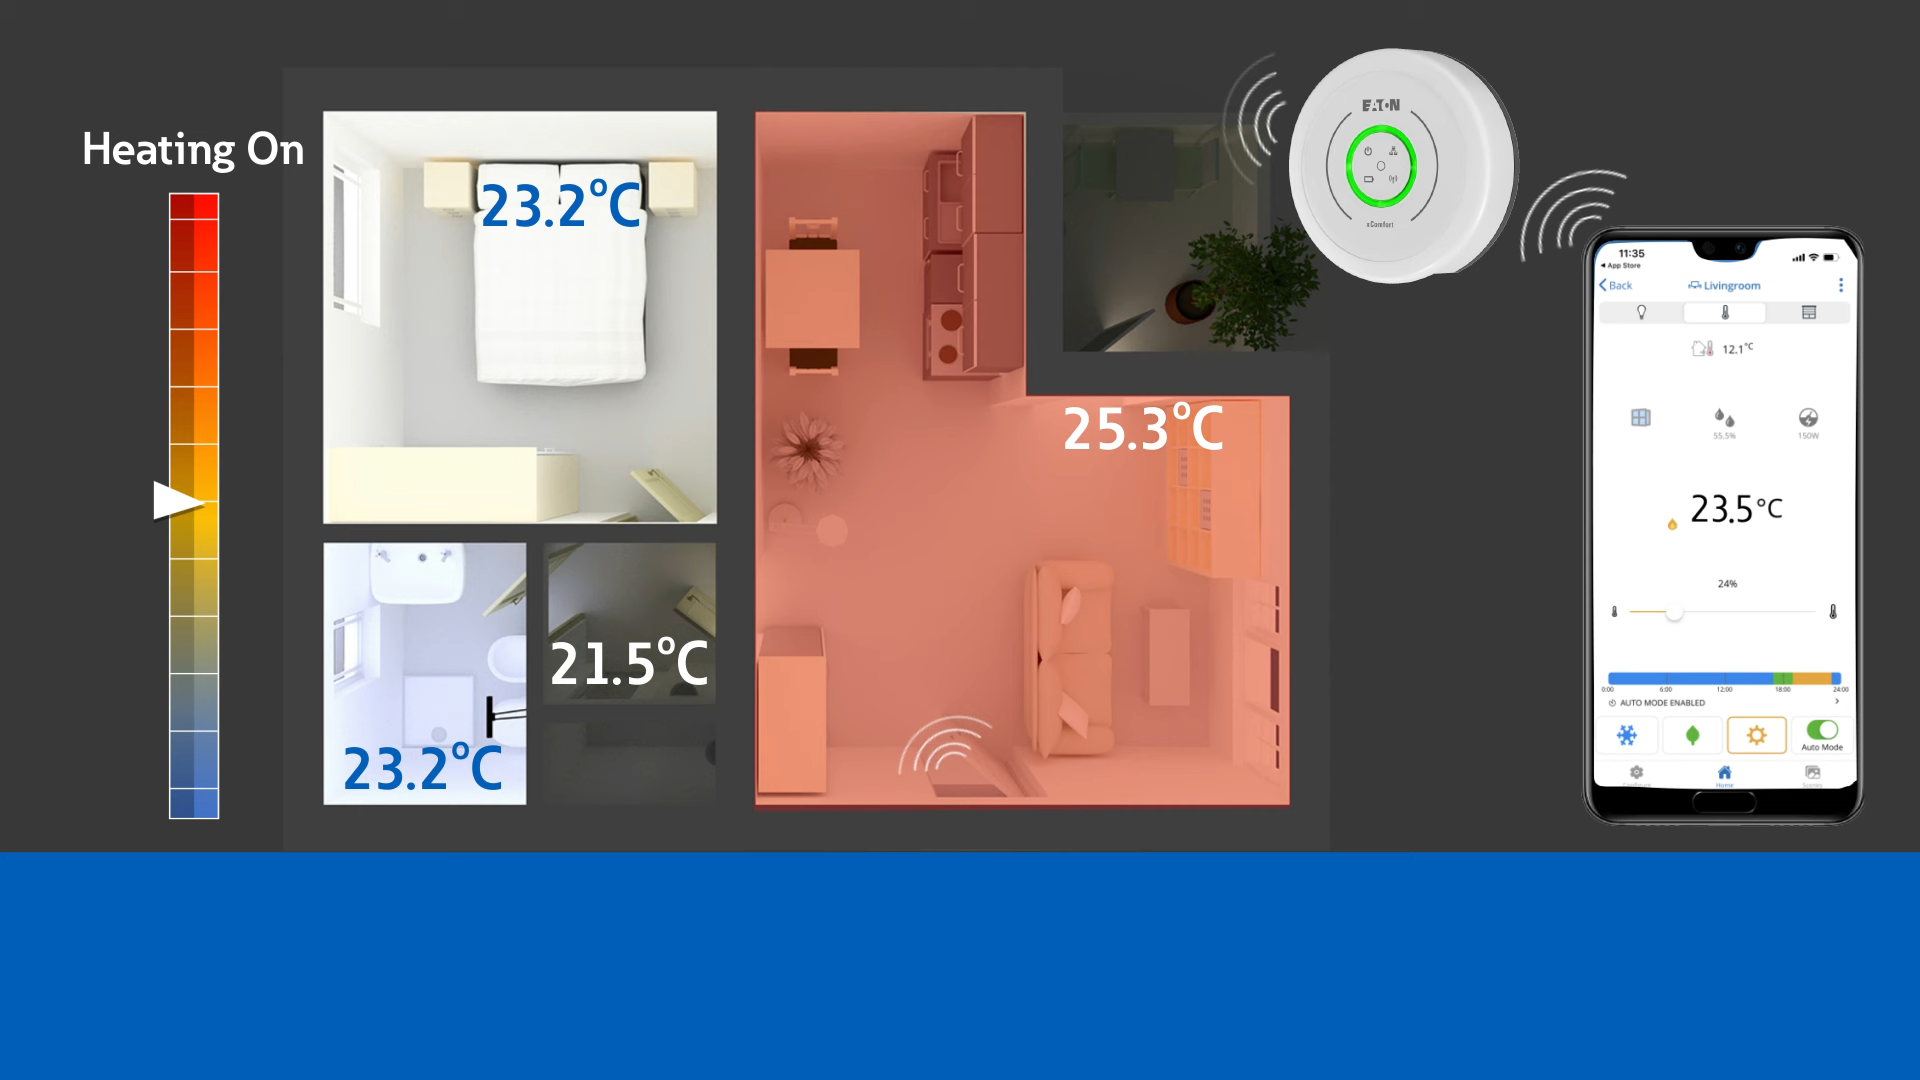 Heating On
23.2°C
25.3°C
21.5°C
23.2°C
EATON
xComfort
11:35
App Store
Back
Livingroom
12.1°C
55.5%
150W
23.5°C
24%
0:00 6:00 12:00 18:00 24:00
AUTO MODE ENABLED
Auto Mode
Home
Scenes